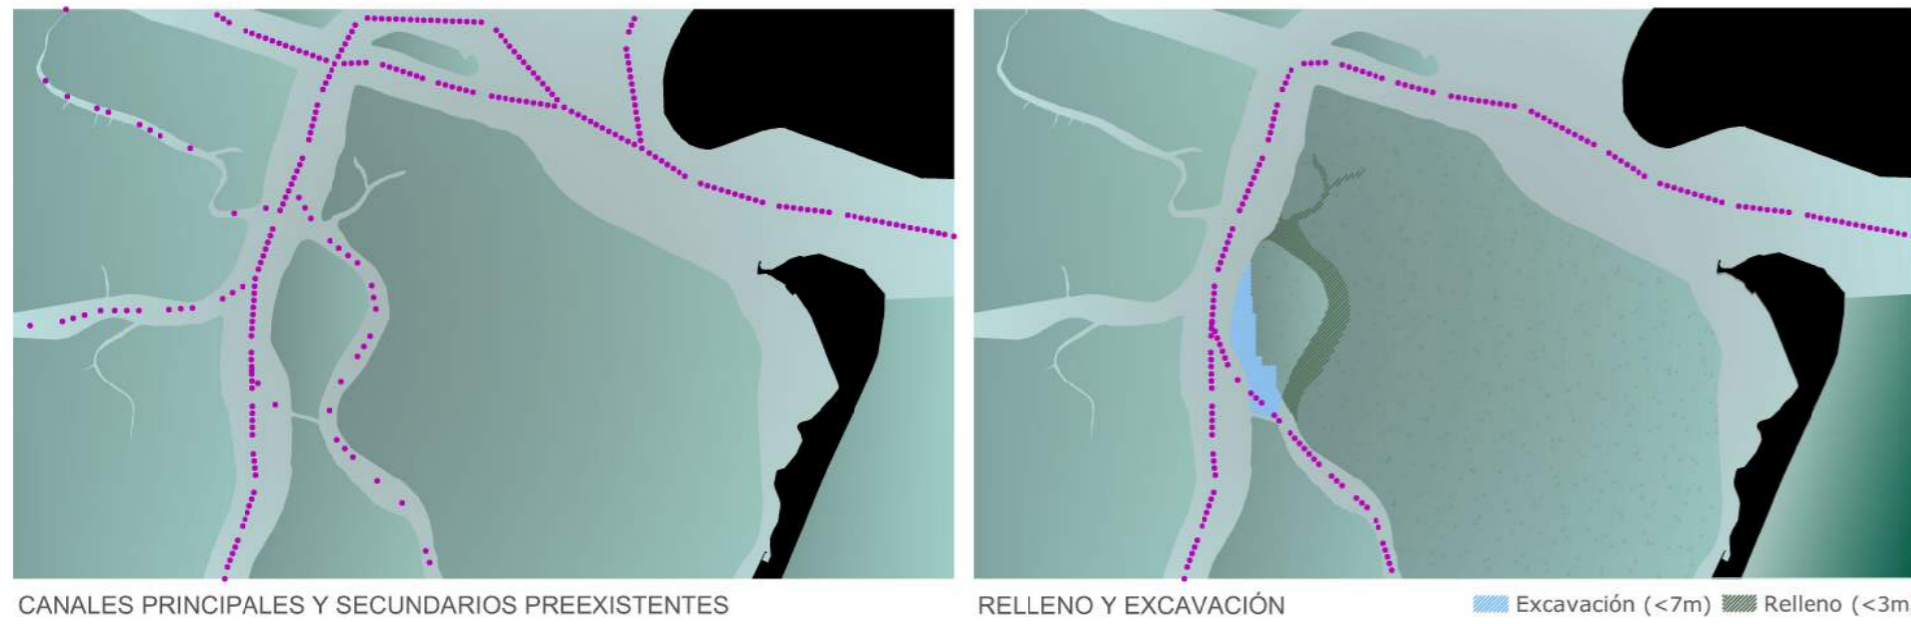 CANALES PRINCIPALES Y SECUNDARIOS PREEXISTENTES
RELLENO Y EXCAVACIÓN
Excavación (<7m) Relleno (<3m